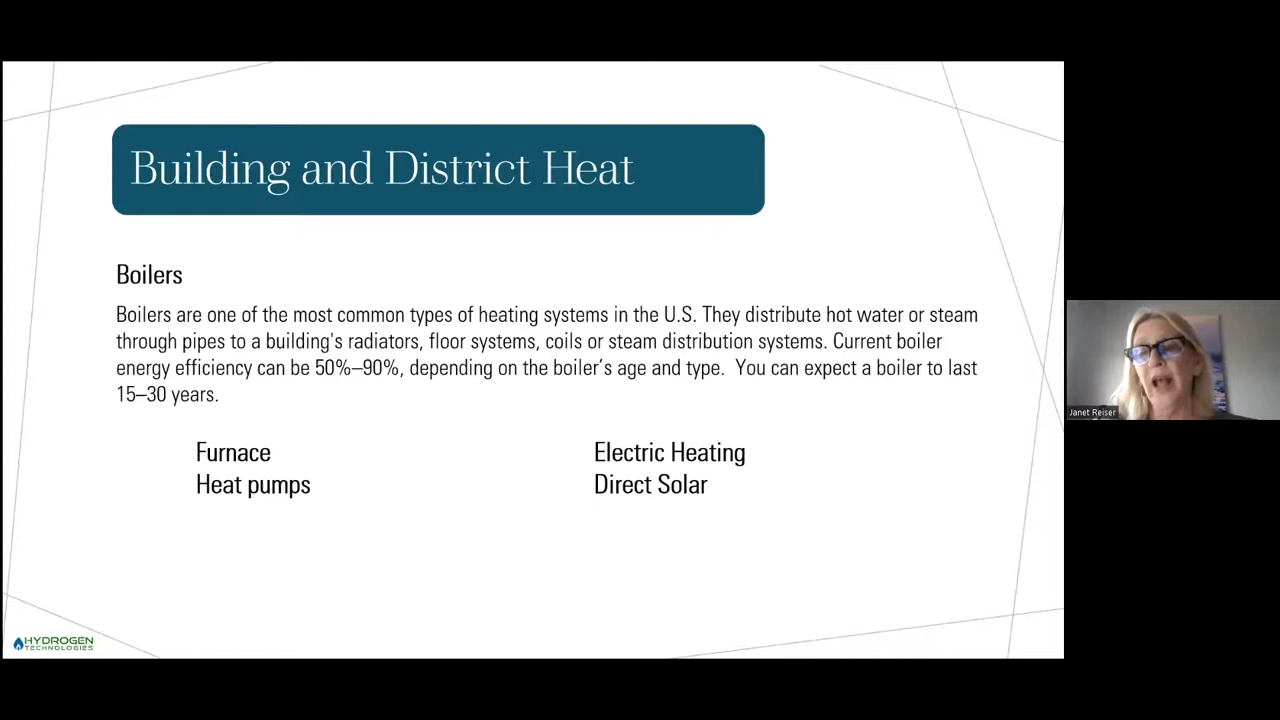 Building and District Heat
Boilers
Boilers are one of the most common types of heating systems in the U.S. They distribute hot water or steam
through pipes to a building's radiators, floor systems, coils or steam distribution systems. Current boiler
energy efficiency can be 50%–90%, depending on the boiler’s age and type.  You can expect a boiler to last
15–30 years.
Furnace
Heat pumps
Electric Heating
Direct Solar
HYDROGEN
TECHNOLOGIES
Janet Reiser